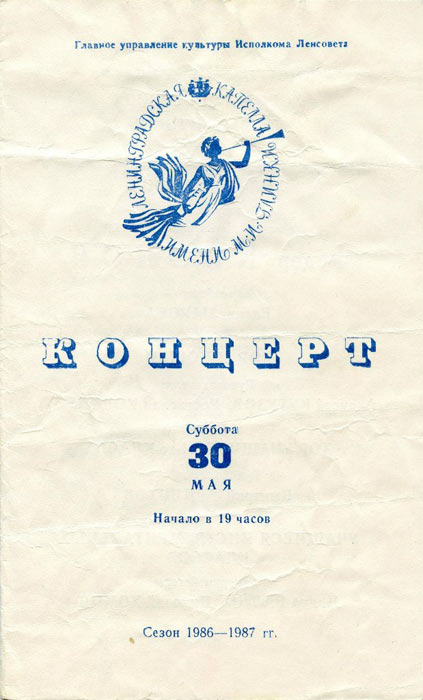 Главное управление культуры Исполкома Ленсовета
ЛЕНИНГРАДСКАЯ КАПЕЛЛА
ИМЕНИ М.И. ГЛИНКИ
КОНЦЕРТ
Суббота
30
МАЯ
Начало в 19 часов
Сезон 1986—1987 гг.